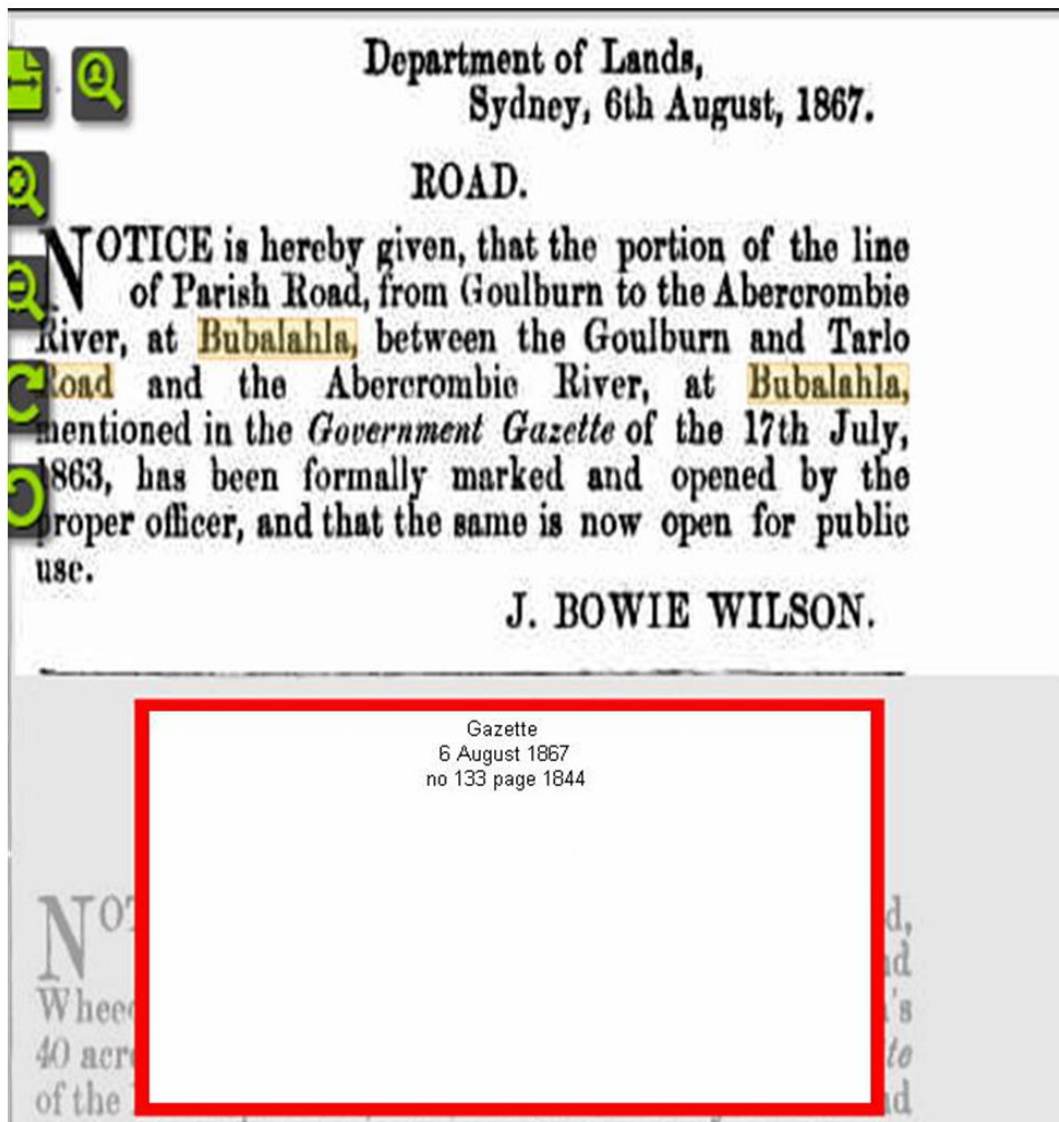 Department of Lands,
Sydney, 6th August, 1867.
ROAD.
NOTICE is hereby given, that the portion of the line
of Parish Road, from Goulburn to the Abercrombie
River, at Bubalahla, between the Goulburn and Tarlo
Road and the Abercrombie River, at Bubalahla,
mentioned in the Government Gazette of the 17th July,
1863, has been formally marked and opened by the
proper officer, and that the same is now open for public
use.
J. BOWIE WILSON.
Gazette
6 August 1867
no 133 page 1844
40
of the